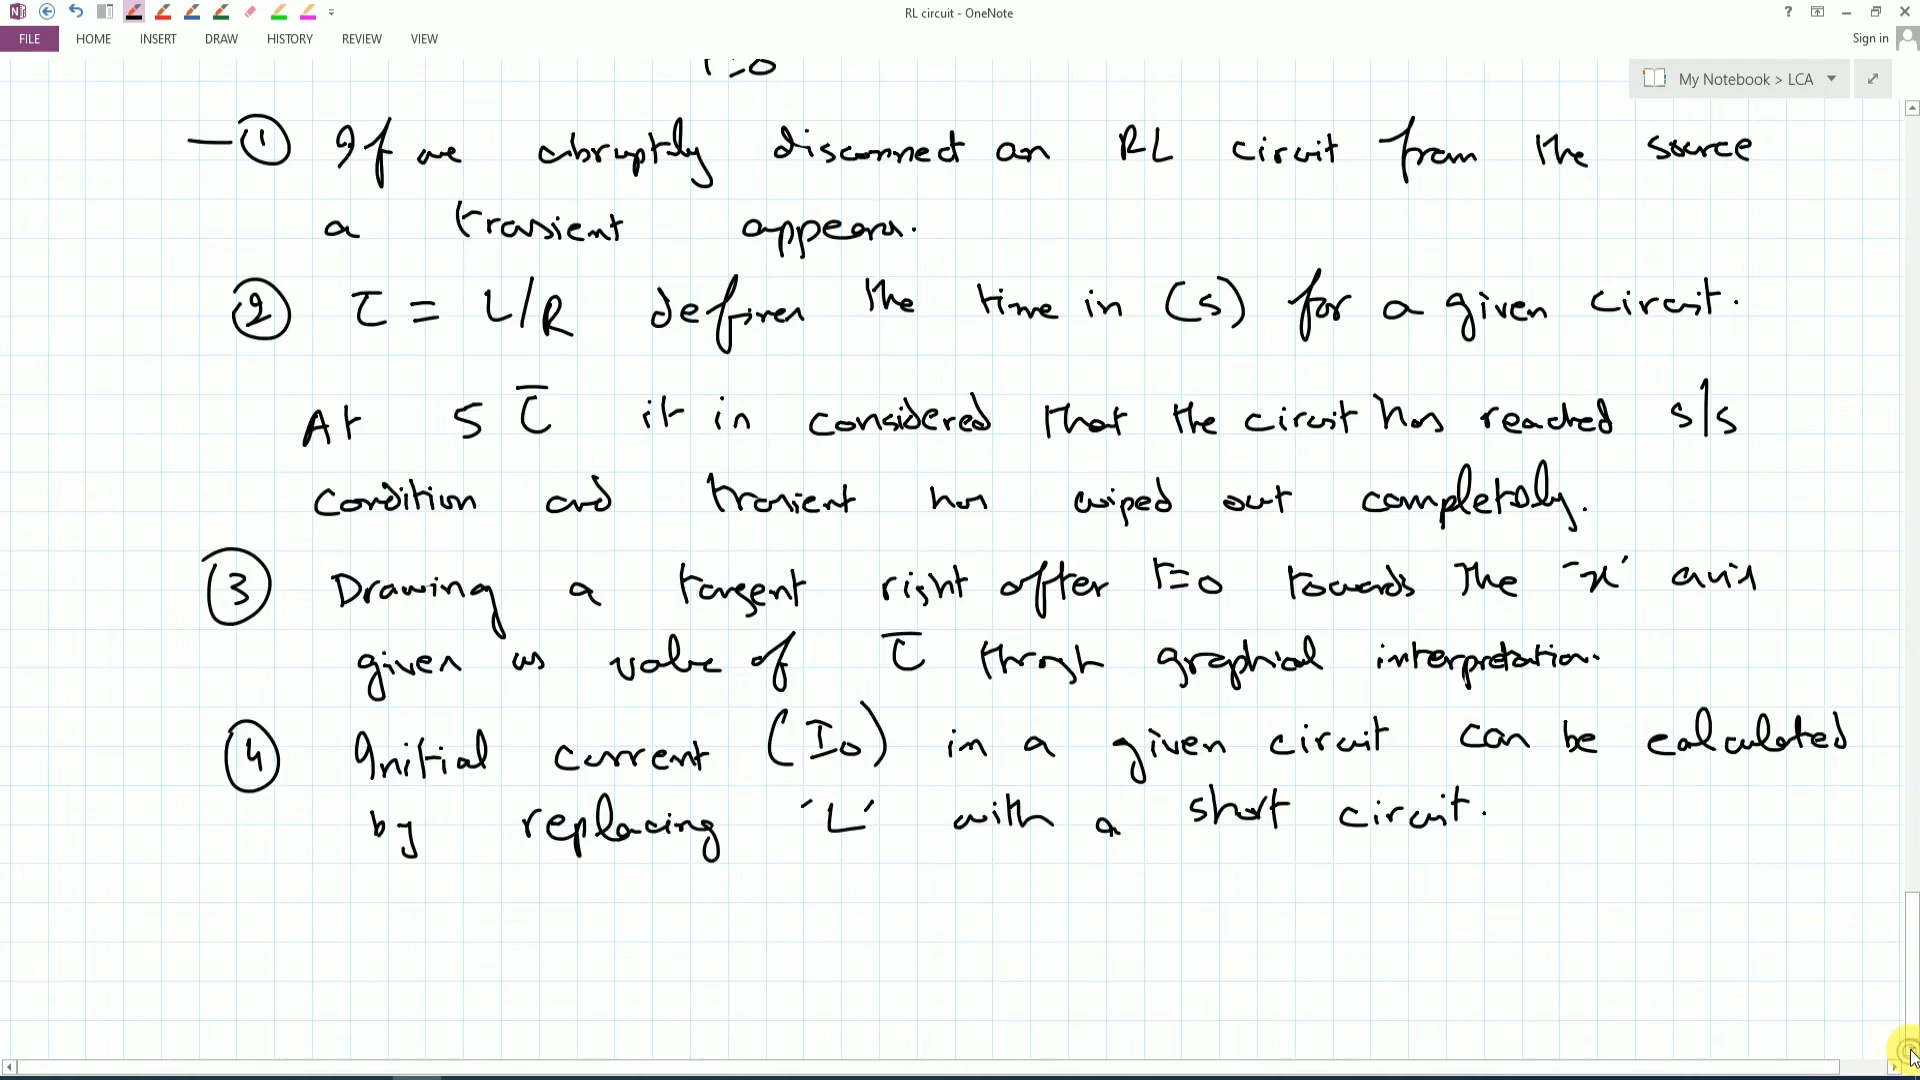 RL circuit - OneNote
?
FILE HOME INSERT DRAW HISTORY REVIEW VIEW
Sign in
My Notebook > LCA
t=0
① If we abruptly disconnect an RL circuit from the source
a transient appears.
② τ = L/R defines the time in (s) for a given circuit.
At 5 τ it is considered that the circuit has reached s/s
condition and transient has wiped out completely.
③ Drawing a tangent right after t=0 towards the 'x' axis
given us value of τ through graphical interpretation.
④ Initial current (I₀) in a given circuit can be calculated
by replacing 'L' with a short circuit.